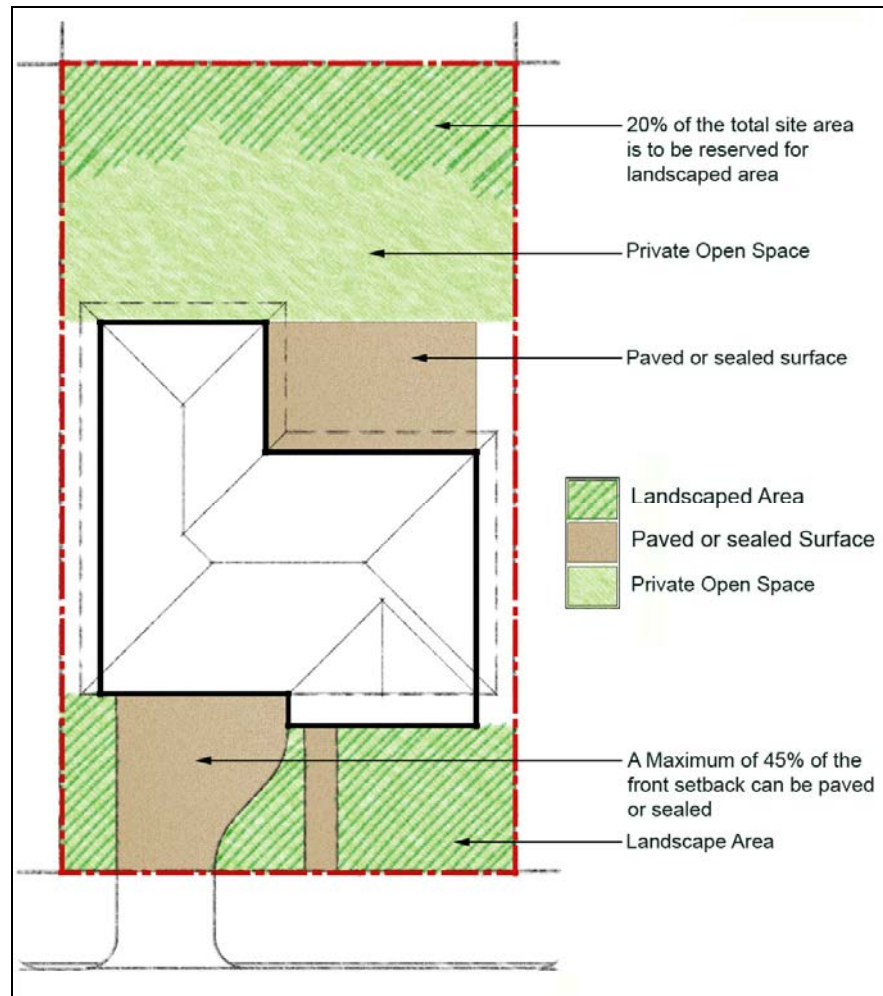 20% of the total site area
is to be reserved for
landscaped area
Private Open Space
Paved or sealed surface
Landscaped Area
Paved or sealed Surface
Private Open Space
A Maximum of 45% of the
front setback can be paved
or sealed
Landscape Area